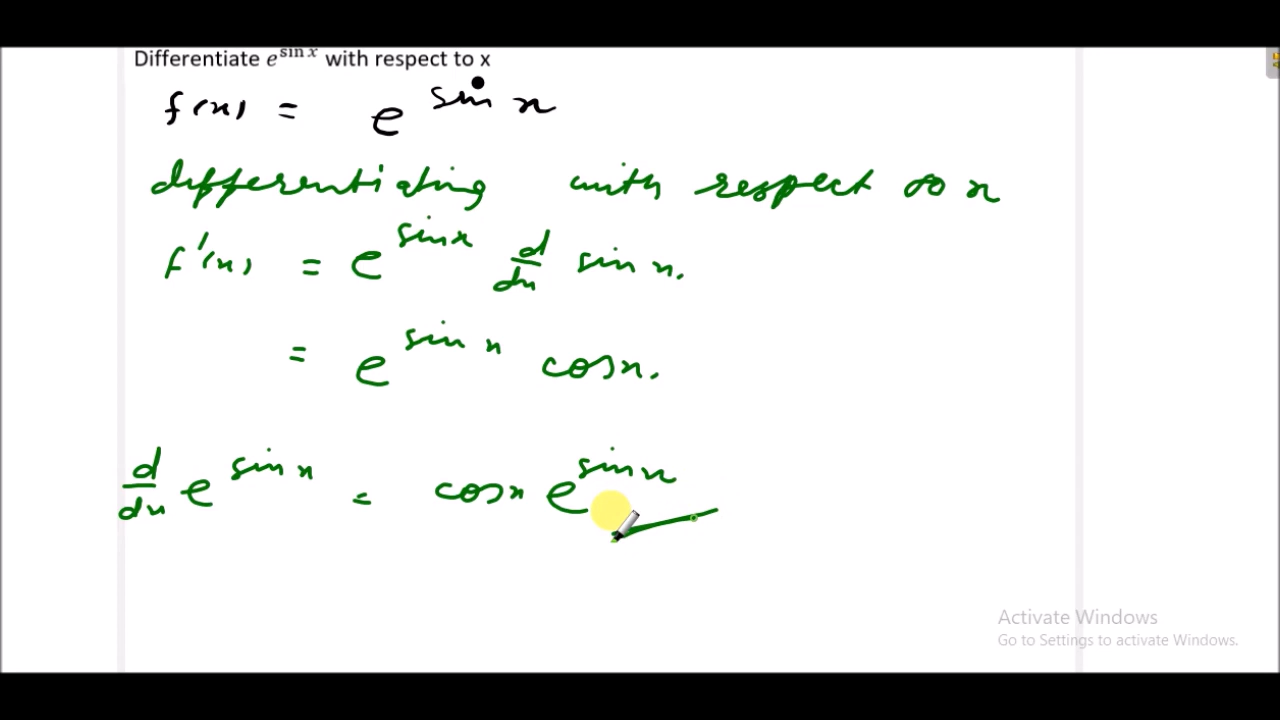 Differentiate e^sin x with respect to x
f(x) = e^sin x
differentiating with respect to x
f'(x) = e^sin x d/dx sin x.
= e^sin x cos x.
d/dx e^sin x = cos x e^sin x
Activate Windows
Go to Settings to activate Windows.